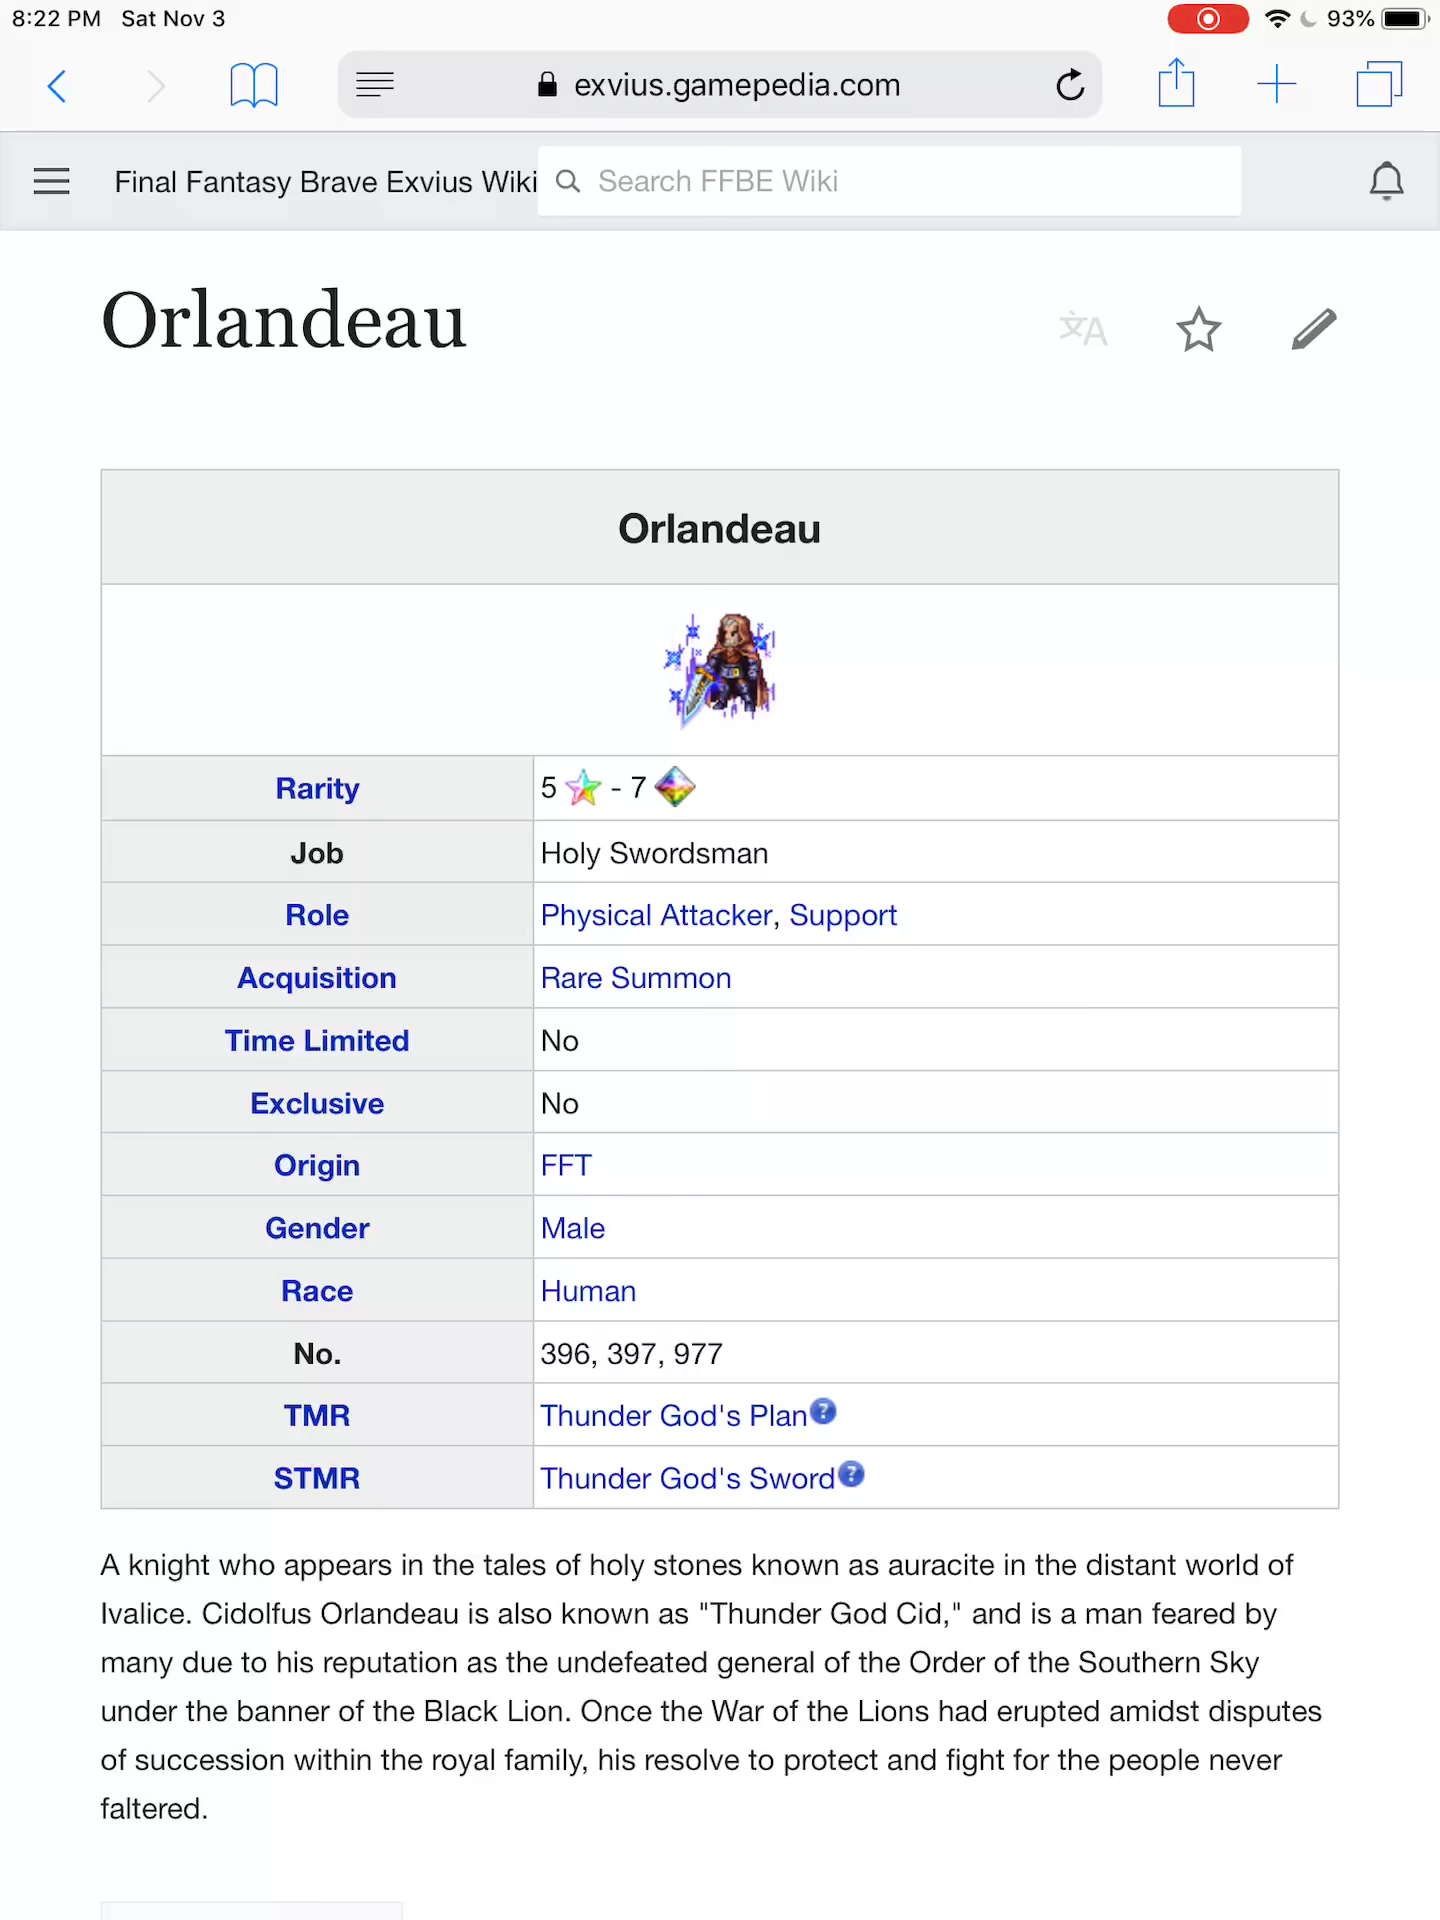 8:22 PM Sat Nov 3 93%
exvius.gamepedia.com
Final Fantasy Brave Exvius Wiki Search FFBE Wiki
Orlandeau
Orlandeau
Rarity 5 - 7
Job Holy Swordsman
Role Physical Attacker, Support
Acquisition Rare Summon
Time Limited No
Exclusive No
Origin FFT
Gender Male
Race Human
No. 396, 397, 977
TMR Thunder God's Plan
STMR Thunder God's Sword
A knight who appears in the tales of holy stones known as auracite in the distant world of
Ivalice. Cidolfus Orlandeau is also known as "Thunder God Cid," and is a man feared by
many due to his reputation as the undefeated general of the Order of the Southern Sky
under the banner of the Black Lion. Once the War of the Lions had erupted amidst disputes
of succession within the royal family, his resolve to protect and fight for the people never
faltered.